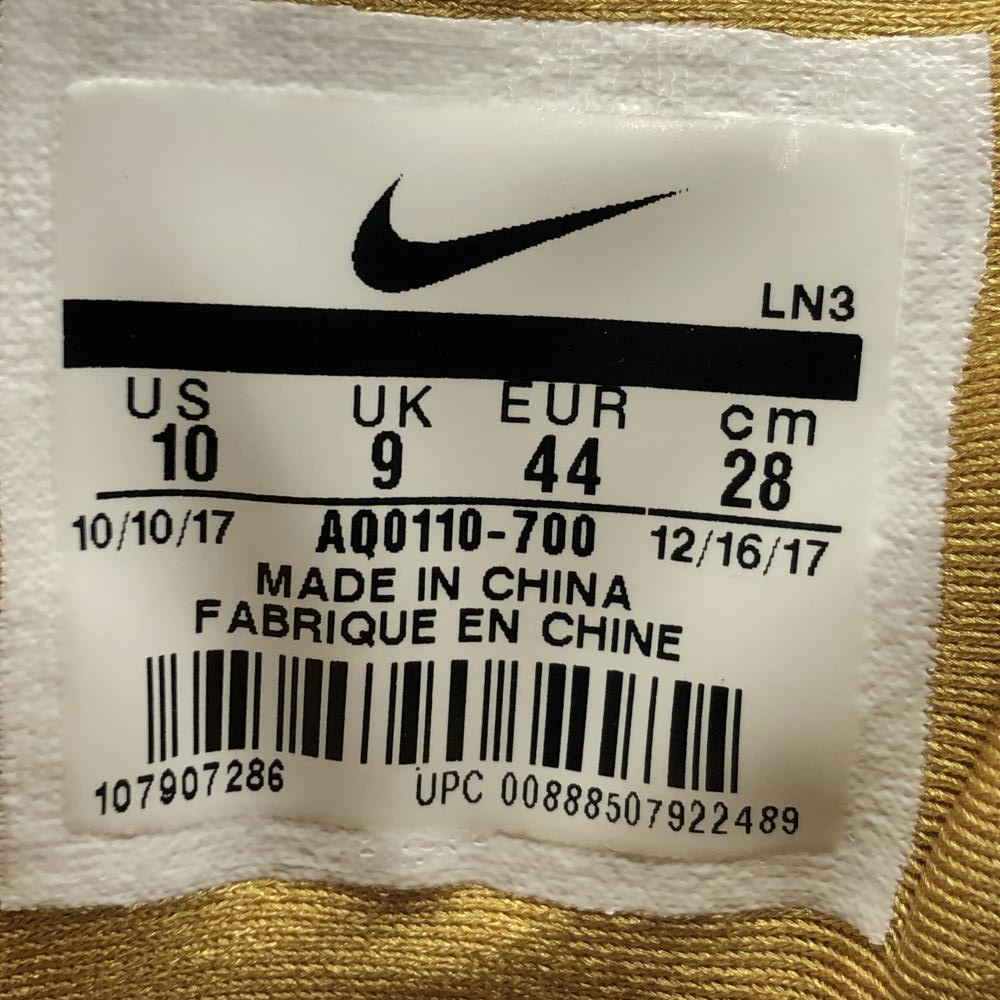 LN3
US UK EUR cm
10 9 44 28
10/10/17 AQ0110-700 12/16/17
MADE IN CHINA
FABRIQUE EN CHINE
107907286 UPC 00888507922489